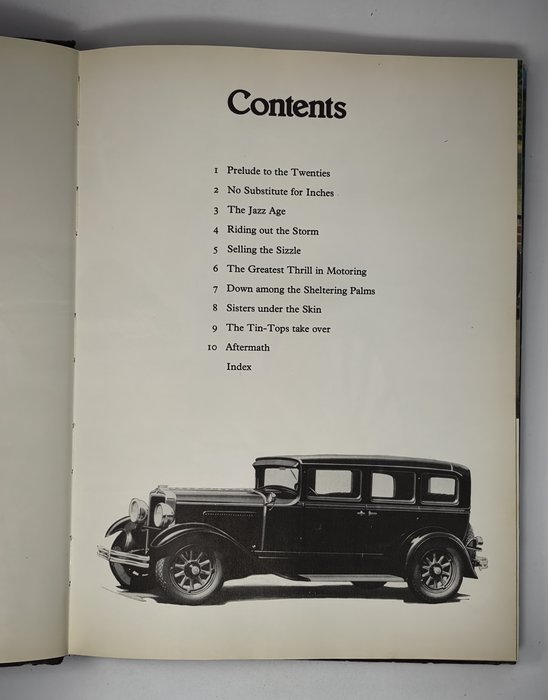 Contents
1 Prelude to the Twenties
2 No Substitute for Inches
3 The Jazz Age
4 Riding out the Storm
5 Selling the Sizzle
6 The Greatest Thrill in Motoring
7 Down among the Sheltering Palms
8 Sisters under the Skin
9 The Tin-Tops take over
10 Aftermath
Index